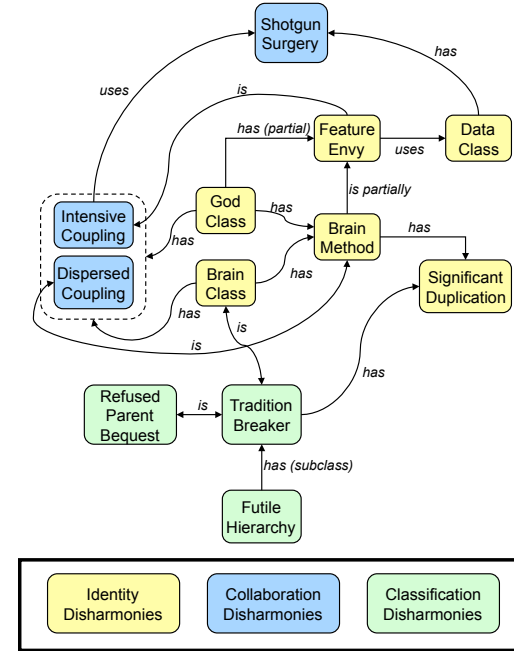 Shotgun
Surgery
uses
has
is
has (partial)
Feature
Envy
uses
Data
Class
is partially
Intensive
Coupling
God
Class
has
has
Brain
Method
has
Dispersed
Coupling
Brain
Class
has
has
Significant
Duplication
is
is
has
Refused
Parent
Bequest
is
Tradition
Breaker
has (subclass)
Futile
Hierarchy
Identity
Disharmonies
Collaboration
Disharmonies
Classification
Disharmonies